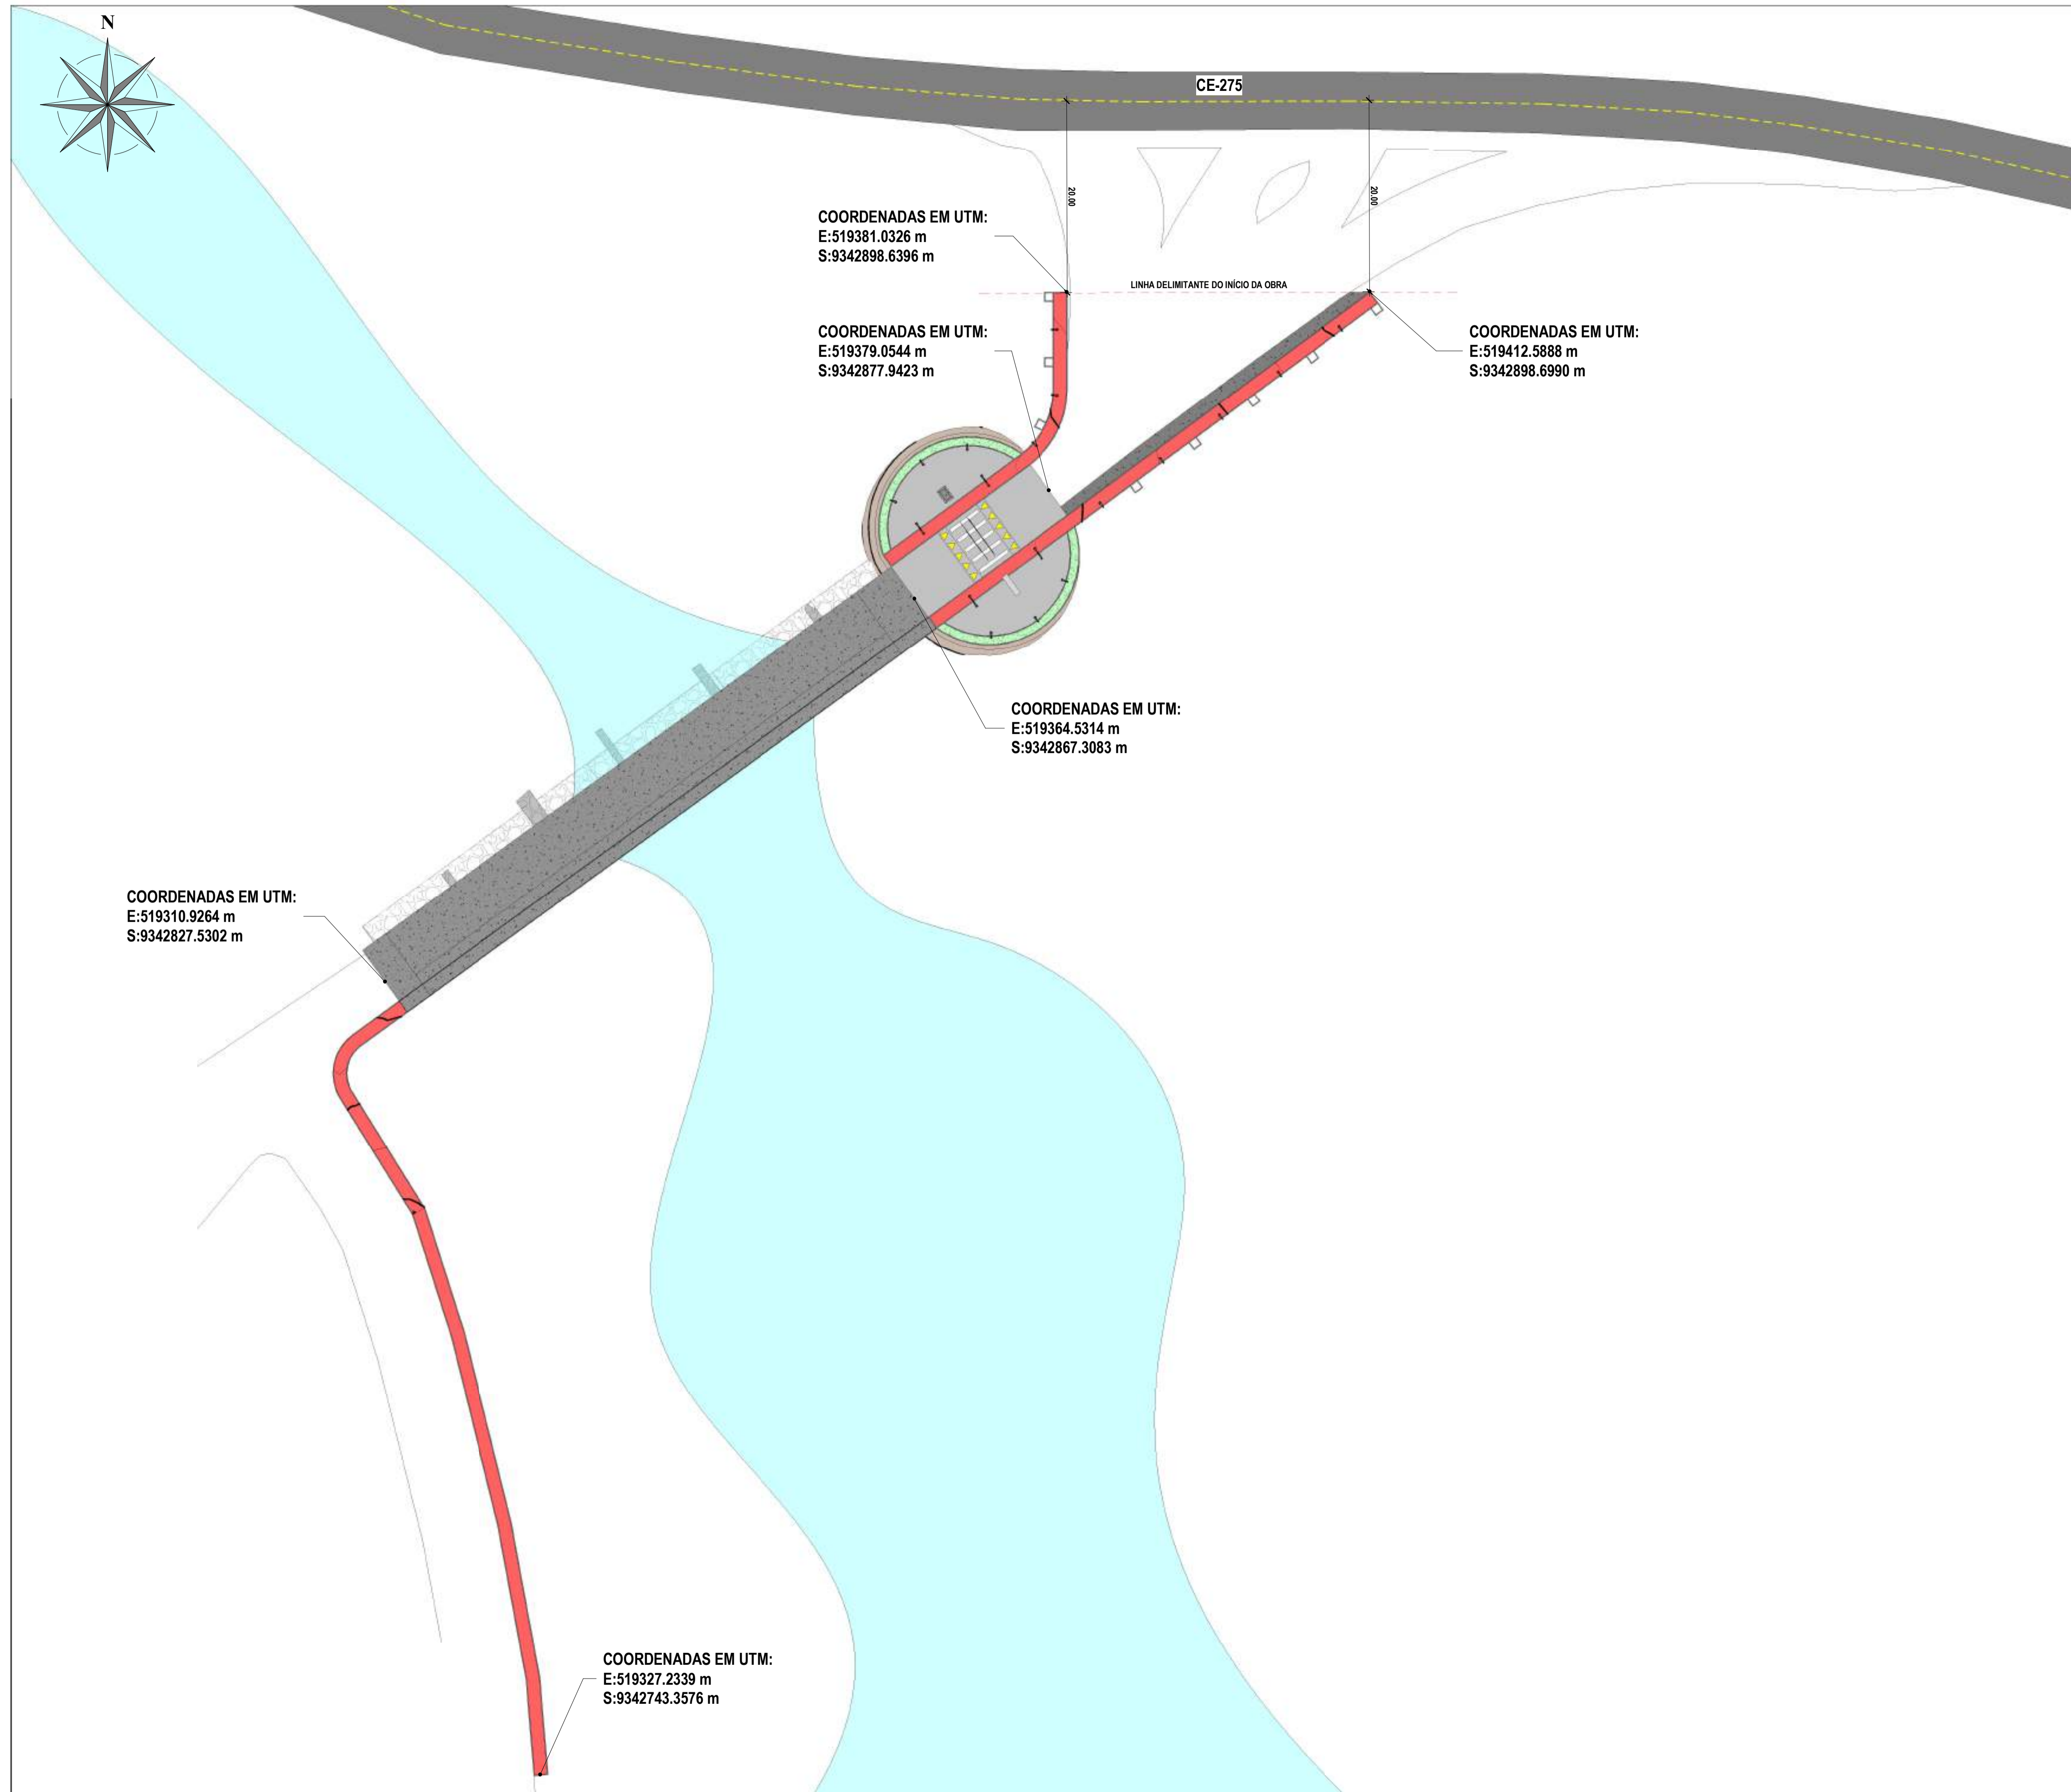 N
CE-275
20.00
20.00
COORDENADAS EM UTM:
E:519381.0326 m
S:9342898.6396 m
LINHA DELIMITANTE DO INÍCIO DA OBRA
COORDENADAS EM UTM:
E:519379.0544 m
S:9342877.9423 m
COORDENADAS EM UTM:
E:519412.5888 m
S:9342898.6990 m
COORDENADAS EM UTM:
E:519364.5314 m
S:9342867.3083 m
COORDENADAS EM UTM:
E:519310.9264 m
S:9342827.5302 m
COORDENADAS EM UTM:
E:519327.2339 m
S:9342743.3576 m